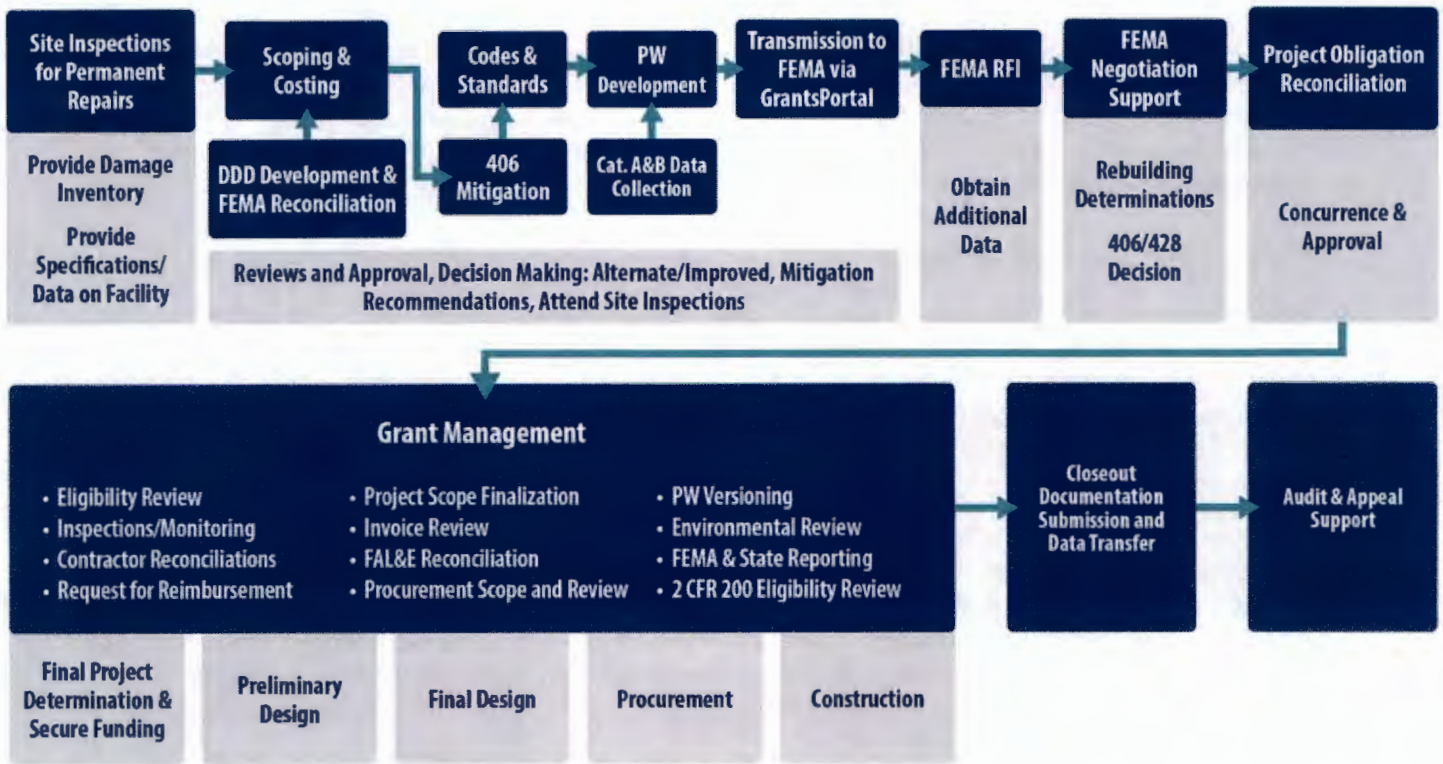 Site Inspections
for Permanent
Repairs
Scoping &
Costing
Codes &
Standards
PW
Development
Transmission to
FEMA via
GrantsPortal
FEMA RFI
FEMA
Negotiation
Support
Project Obligation
Reconciliation
Provide Damage
Inventory
Provide
Specifications/
Data on Facility
DDD Development &
FEMA Reconciliation
406
Mitigation
Cat. A&B Data
Collection
Reviews and Approval, Decision Making: Alternate/Improved, Mitigation
Recommendations, Attend Site Inspections
Obtain
Additional
Data
Rebuilding
Determinations
406/428
Decision
Concurrence &
Approval
Grant Management
• Eligibility Review
• Inspections/Monitoring
• Contractor Reconciliations
• Request for Reimbursement
• Project Scope Finalization
• Invoice Review
• FAL&E Reconciliation
• Procurement Scope and Review
• PW Versioning
• Environmental Review
• FEMA & State Reporting
• 2 CFR 200 Eligibility Review
Closeout
Documentation
Submission and
Data Transfer
Audit & Appeal
Support
Final Project
Determination &
Secure Funding
Preliminary
Design
Final Design
Procurement
Construction